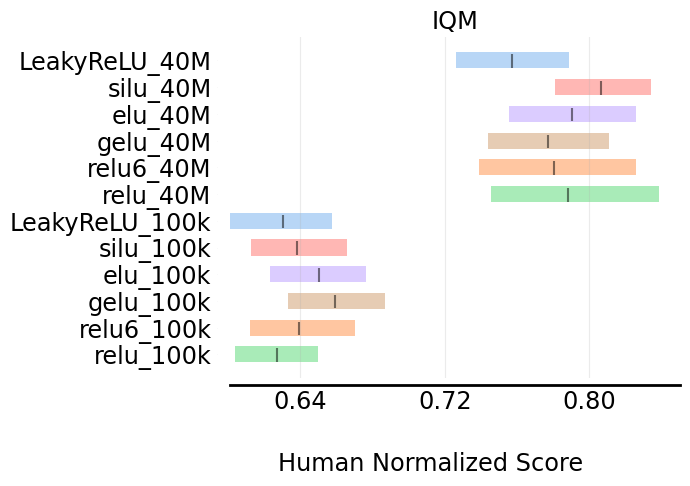 IQM
LeakyReLU_40M
silu_40M
elu_40M
gelu_40M
relu6_40M
relu_40M
LeakyReLU_100k
silu_100k
elu_100k
gelu_100k
relu6_100k
relu_100k
0.64 0.72 0.80
Human Normalized Score